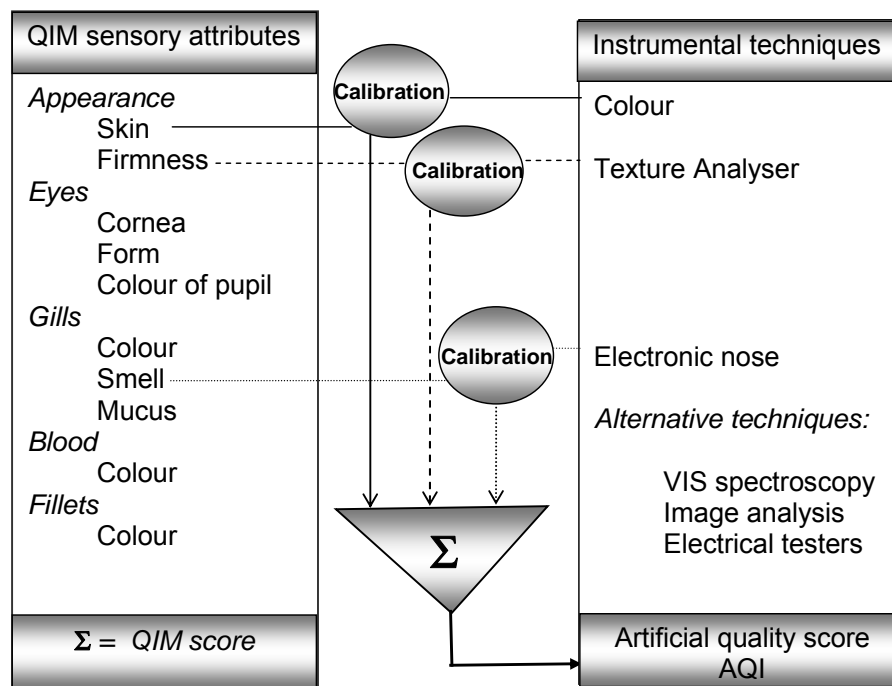 QIM sensory attributes
Appearance
Skin
Firmness
Eyes
Cornea
Form
Colour of pupil
Gills
Colour
Smell
Mucus
Blood
Colour
Fillets
Colour
Σ = QIM score
Calibration
Calibration
Calibration
Σ
Instrumental techniques
Colour
Texture Analyser
Electronic nose
Alternative techniques:
VIS spectroscopy
Image analysis
Electrical testers
Artificial quality score
AQI